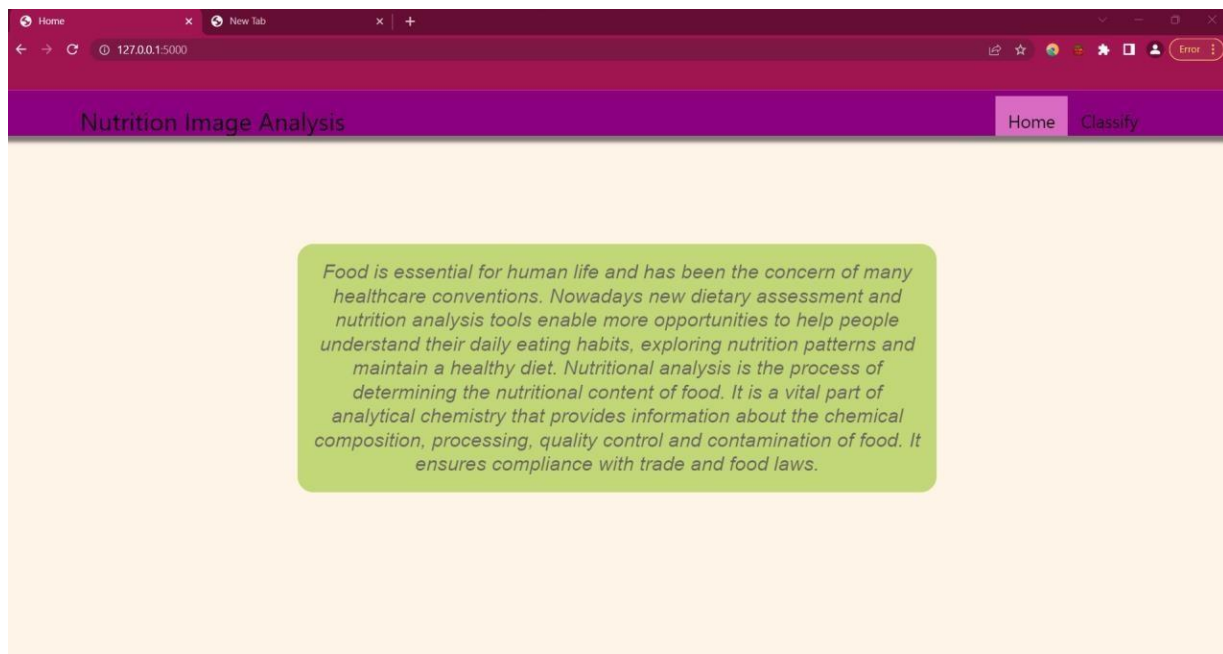 Home
New Tab
127.0.0.1:5000
Error
Nutrition Image Analysis
Home
Classify
Food is essential for human life and has been the concern of many
healthcare conventions. Nowadays new dietary assessment and
nutrition analysis tools enable more opportunities to help people
understand their daily eating habits, exploring nutrition patterns and
maintain a healthy diet. Nutritional analysis is the process of
determining the nutritional content of food. It is a vital part of
analytical chemistry that provides information about the chemical
composition, processing, quality control and contamination of food. It
ensures compliance with trade and food laws.